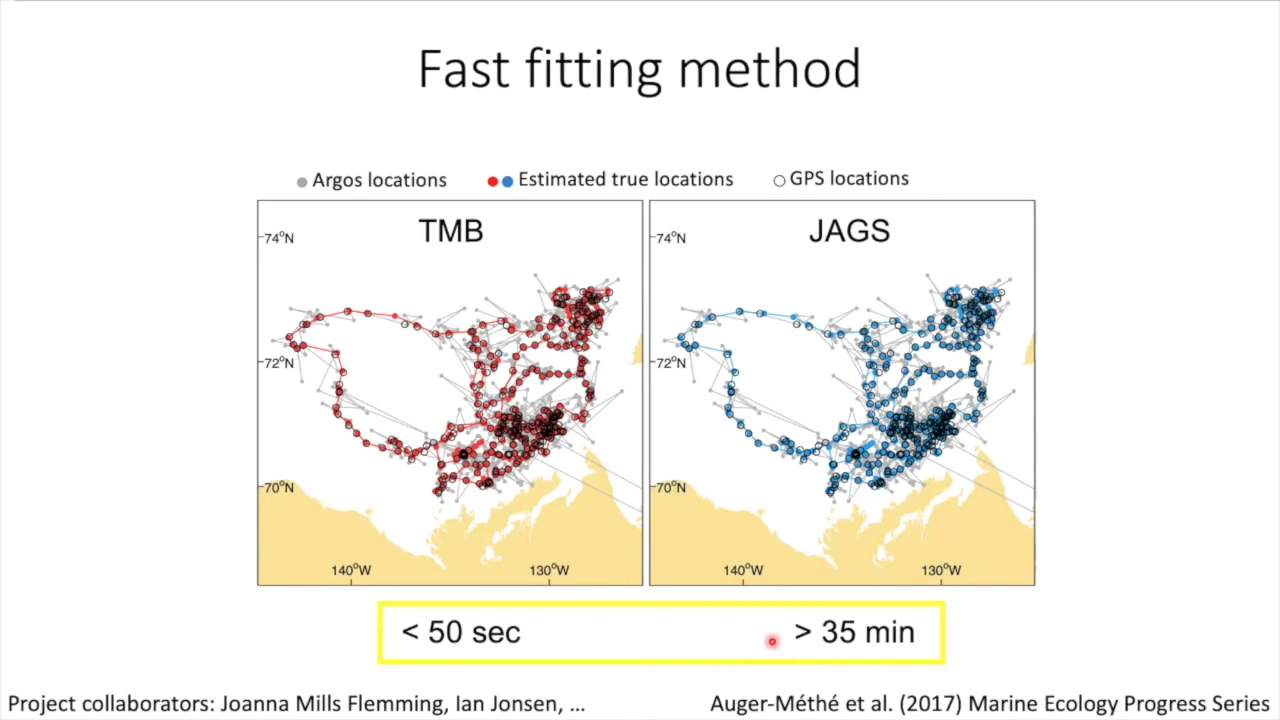 Fast fitting method
Argos locations
Estimated true locations
GPS locations
TMB
JAGS
74°N
72°N
70°N
140°W
130°W
74°N
72°N
70°N
140°W
130°W
< 50 sec
> 35 min
Project collaborators: Joanna Mills Flemming, Ian Jonsen, ...
Auger-Méthé et al. (2017) Marine Ecology Progress Series